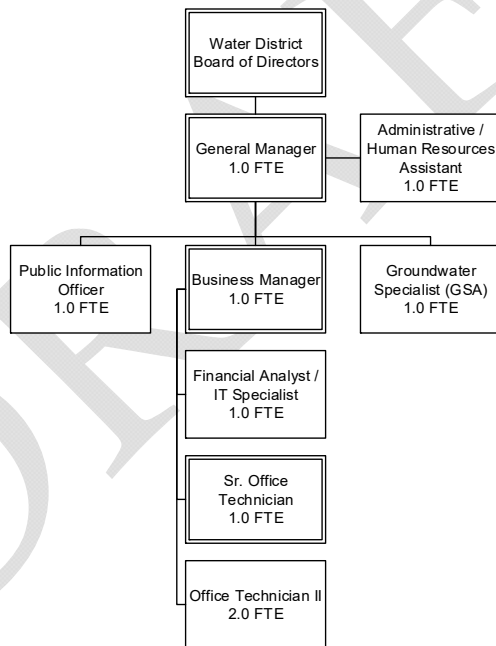 Water District
Board of Directors
General Manager
1.0 FTE
Administrative /
Human Resources
Assistant
1.0 FTE
Public Information
Officer
1.0 FTE
Business Manager
1.0 FTE
Groundwater
Specialist (GSA)
1.0 FTE
Financial Analyst /
IT Specialist
1.0 FTE
Sr. Office
Technician
1.0 FTE
Office Technician II
2.0 FTE